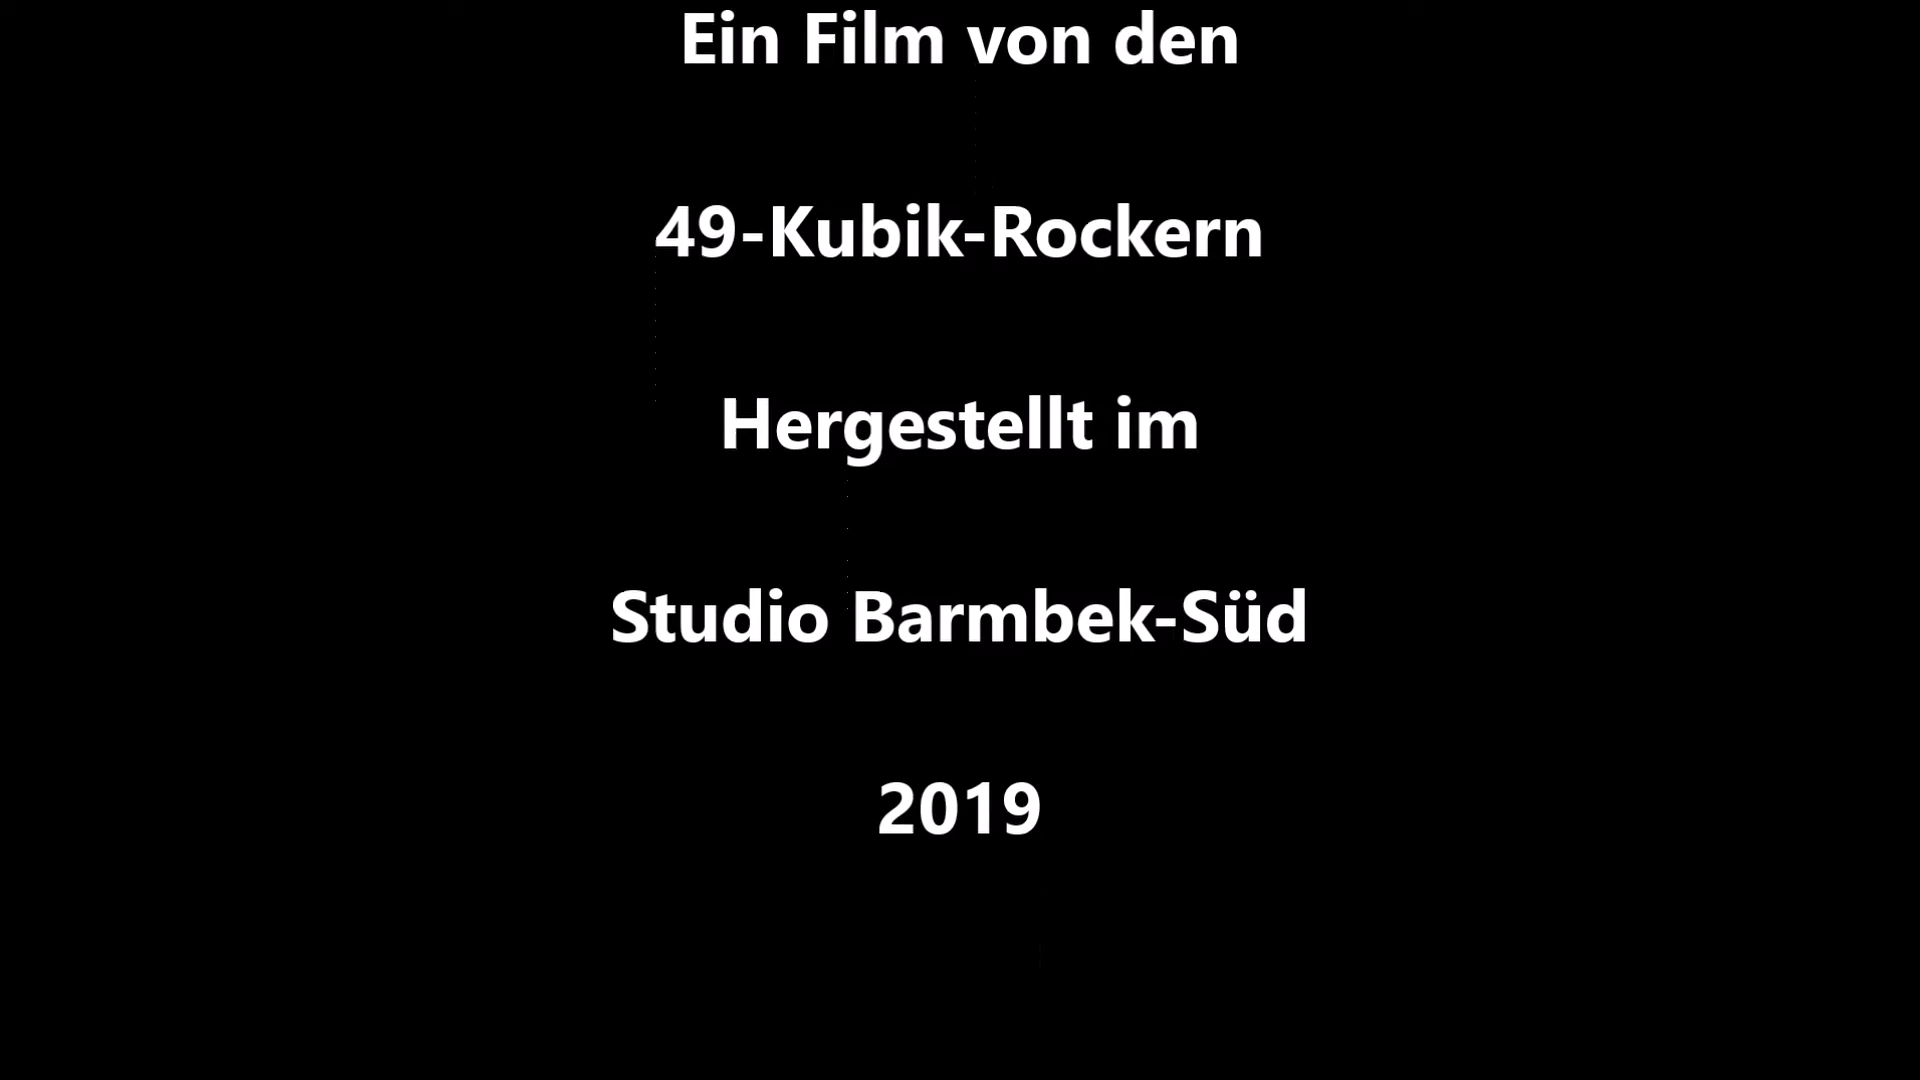 Ein Film von den
49-Kubik-Rockern
Hergestellt im
Studio Barmbek-Süd
2019